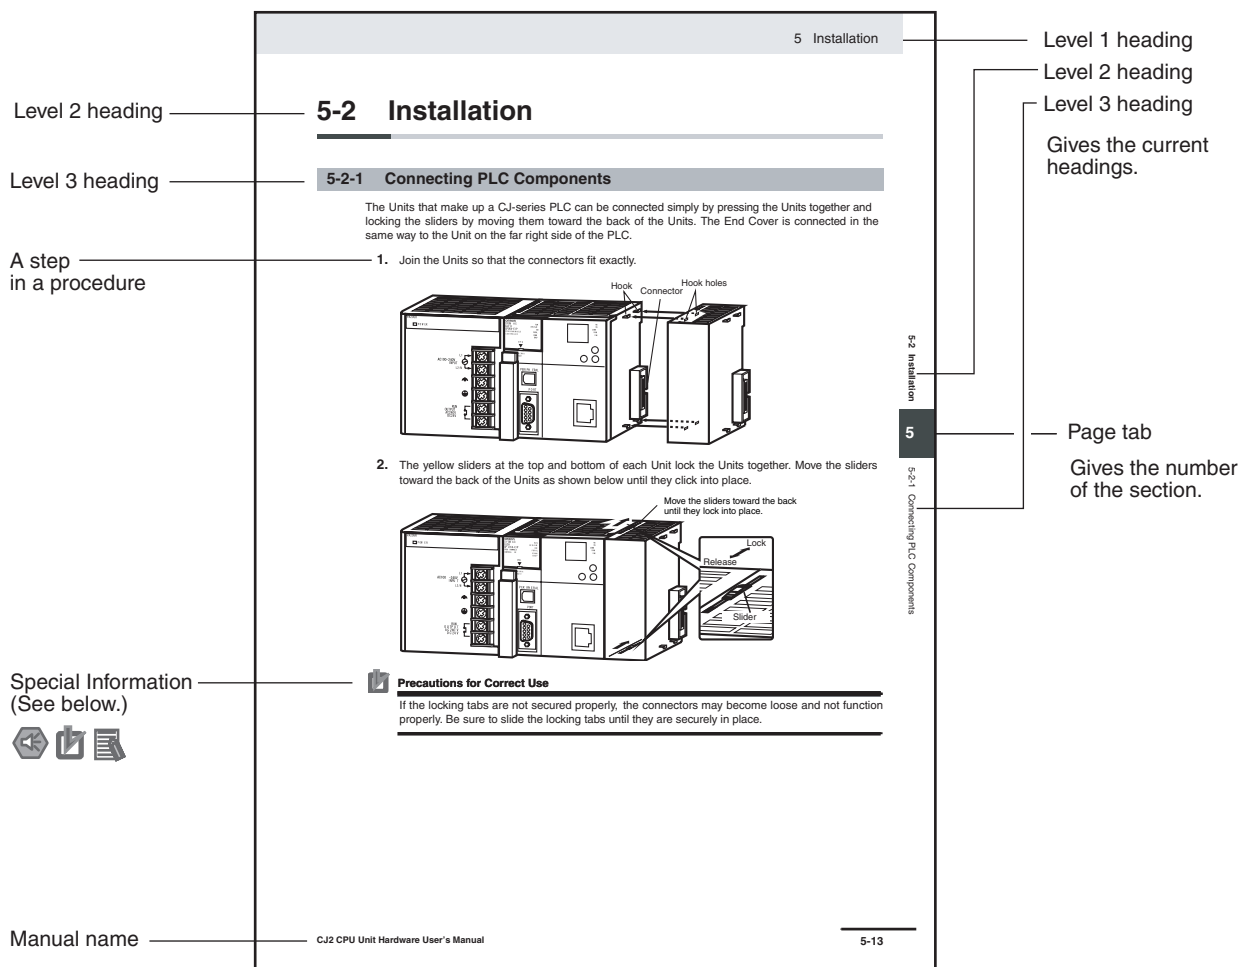 5 Installation
Level 1 heading
Level 2 heading
Level 3 heading
Gives the current
headings.
Level 2 heading
5-2 Installation
Level 3 heading
5-2-1 Connecting PLC Components
The Units that make up a CJ-series PLC can be connected simply by pressing the Units together and
locking the sliders by moving them toward the back of the Units. The End Cover is connected in the
same way to the Unit on the far right side of the PLC.
A step
in a procedure
1. Join the Units so that the connectors fit exactly.
Hook
Connector
Hook holes
5-2 Installation
5
Page tab
Gives the number
of the section.
5-2-1 Connecting PLC Components
2. The yellow sliders at the top and bottom of each Unit lock the Units together. Move the sliders
toward the back of the Units as shown below until they click into place.
Move the sliders toward the back
until they lock into place.
Lock
Release
Slider
Special Information
(See below.)
Precautions for Correct Use
If the locking tabs are not secured properly, the connectors may become loose and not function
properly. Be sure to slide the locking tabs until they are securely in place.
Manual name
CJ2 CPU Unit Hardware User's Manual
5-13